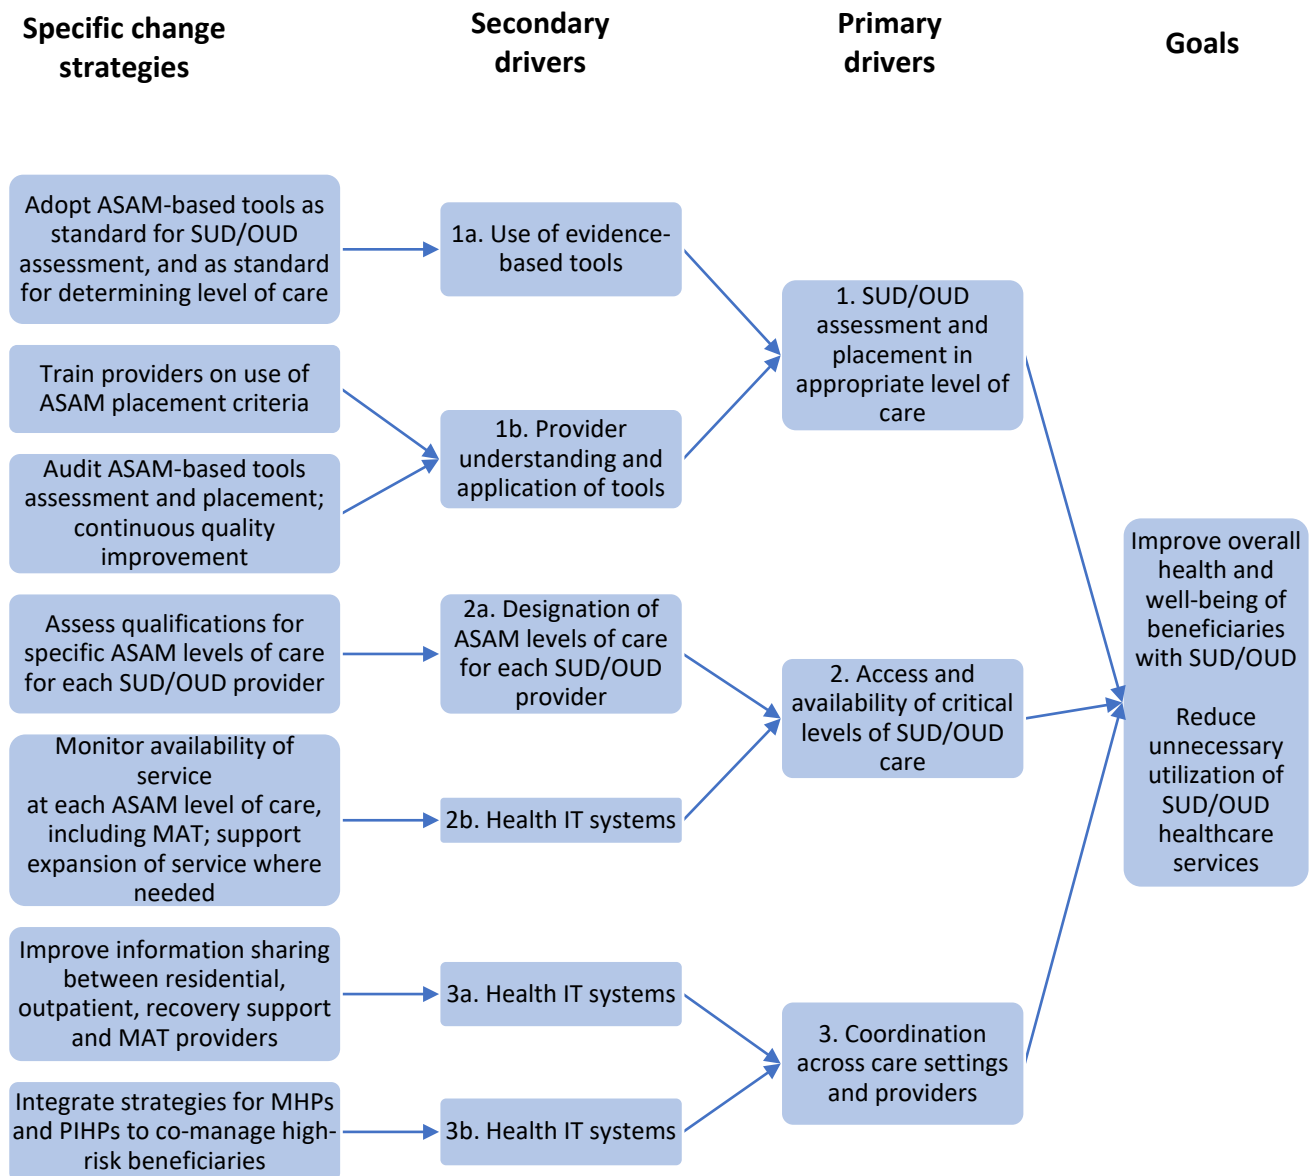 Specific change
strategies
Secondary
drivers
Primary
drivers
Goals
Adopt ASAM-based tools as
standard for SUD/OUD
assessment, and as standard
for determining level of care
Train providers on use of
ASAM placement criteria
Audit ASAM-based tools
assessment and placement;
continuous quality
improvement
Assess qualifications for
specific ASAM levels of care
for each SUD/OUD provider
Monitor availability of
service
at each ASAM level of care,
including MAT; support
expansion of service where
needed
Improve information sharing
between residential,
outpatient, recovery support
and MAT providers
Integrate strategies for MHPs
and PIHPs to co-manage high-
risk beneficiaries
1a. Use of evidence-
based tools
1b. Provider
understanding and
application of tools
2a. Designation of
ASAM levels of care
for each SUD/OUD
provider
2b. Health IT systems
3a. Health IT systems
3b. Health IT systems
1. SUD/OUD
assessment and
placement in
appropriate level of
care
2. Access and
availability of critical
levels of SUD/OUD
care
3. Coordination
across care settings
and providers
Improve overall
health and
well-being of
beneficiaries
with SUD/OUD
Reduce
unnecessary
utilization of
SUD/OUD
healthcare
services